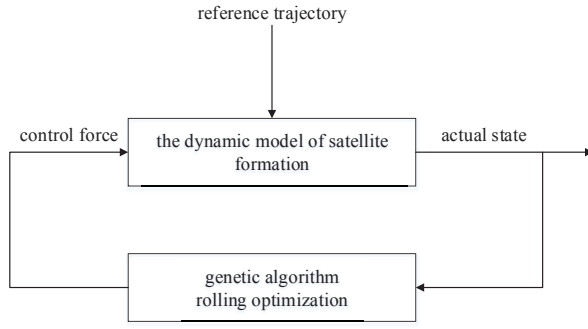 reference trajectory
control force
the dynamic model of satellite
formation
actual state
genetic algorithm
rolling optimization